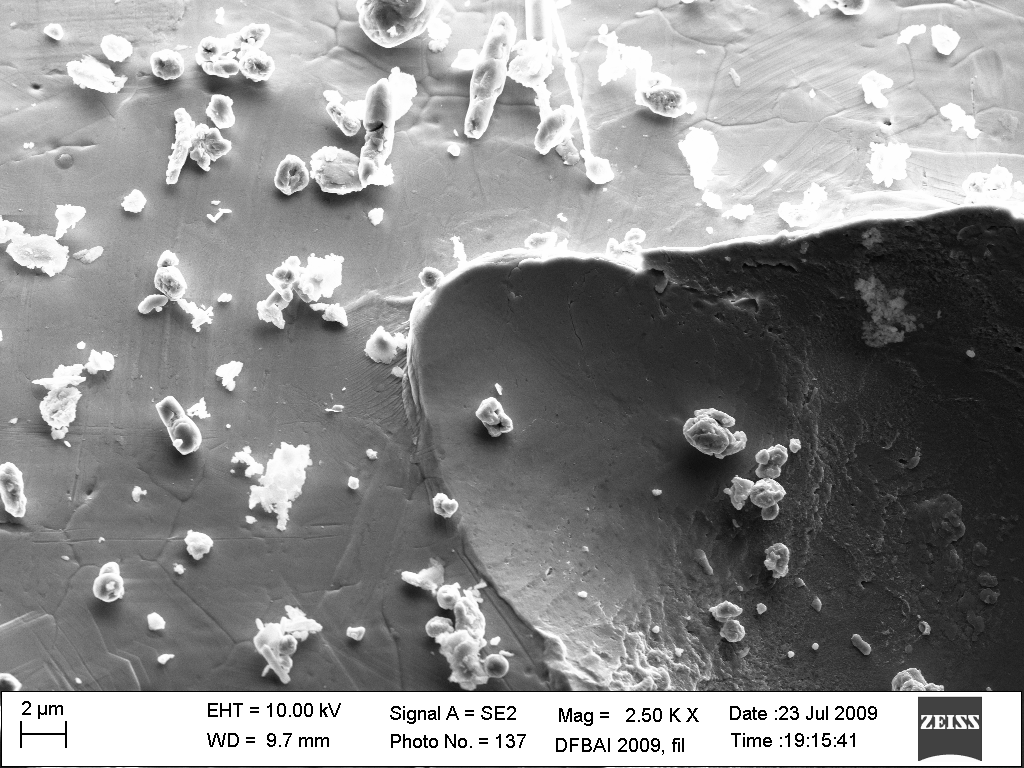 2 µm
EHT = 10.00 kV
WD = 9.7 mm
Signal A = SE2
Photo No. = 137
Mag = 2.50 K X
DFBAI 2009, fil
Date :23 Jul 2009
Time :19:15:41
ZEISS